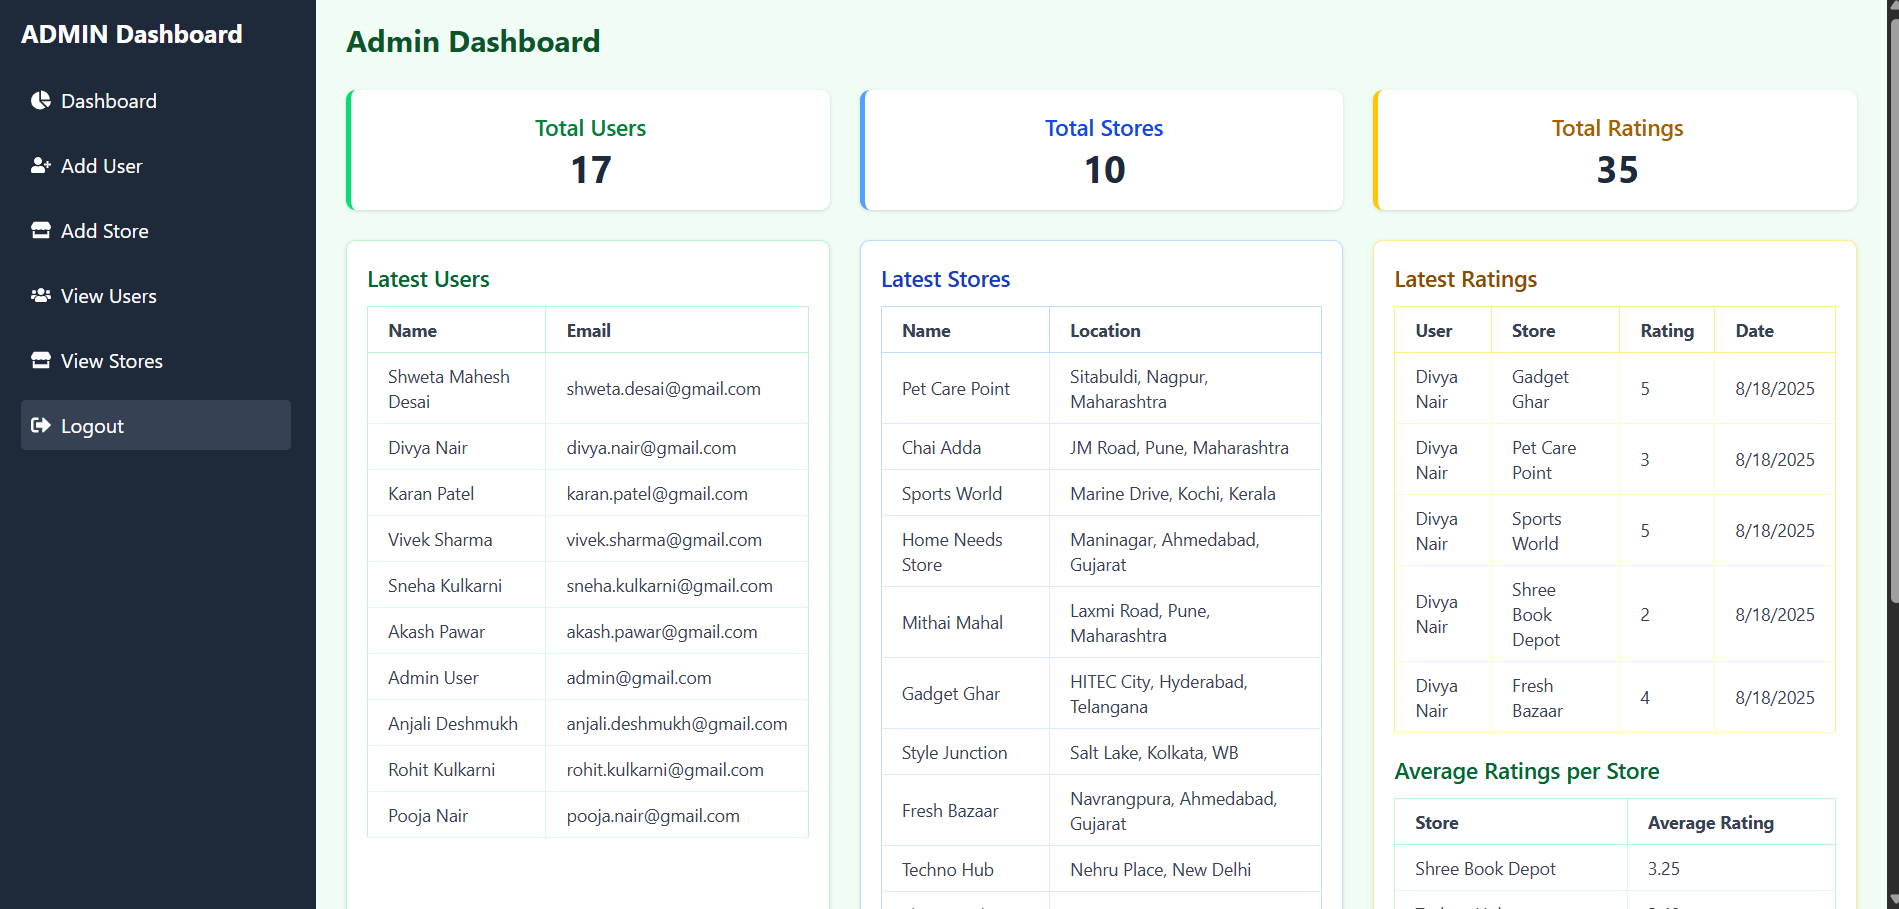 ADMIN Dashboard
Dashboard
Add User
Add Store
View Users
View Stores
Logout
Admin Dashboard
Total Users
17
Total Stores
10
Total Ratings
35
Latest Users
Name Email
Shweta Mahesh
Desai
shweta.desai@gmail.com
Divya Nair divya.nair@gmail.com
Karan Patel karan.patel@gmail.com
Vivek Sharma vivek.sharma@gmail.com
Sneha Kulkarni sneha.kulkarni@gmail.com
Akash Pawar akash.pawar@gmail.com
Admin User admin@gmail.com
Anjali Deshmukh anjali.deshmukh@gmail.com
Rohit Kulkarni rohit.kulkarni@gmail.com
Pooja Nair pooja.nair@gmail.com
Latest Stores
Name Location
Pet Care Point
Sitabuldi, Nagpur,
Maharashtra
Chai Adda JM Road, Pune, Maharashtra
Sports World Marine Drive, Kochi, Kerala
Home Needs
Store
Maninagar, Ahmedabad,
Gujarat
Mithai Mahal
Laxmi Road, Pune,
Maharashtra
Gadget Ghar
HITEC City, Hyderabad,
Telangana
Style Junction Salt Lake, Kolkata, WB
Fresh Bazaar
Navrangpura, Ahmedabad,
Gujarat
Techno Hub Nehru Place, New Delhi
Latest Ratings
User Store Rating Date
Divya
Nair
Gadget
Ghar
5 8/18/2025
Divya
Nair
Pet Care
Point
3 8/18/2025
Divya
Nair
Sports
World
5 8/18/2025
Divya
Nair
Shree
Book
Depot
2 8/18/2025
Divya
Nair
Fresh
Bazaar
4 8/18/2025
Average Ratings per Store
Store Average Rating
Shree Book Depot 3.25